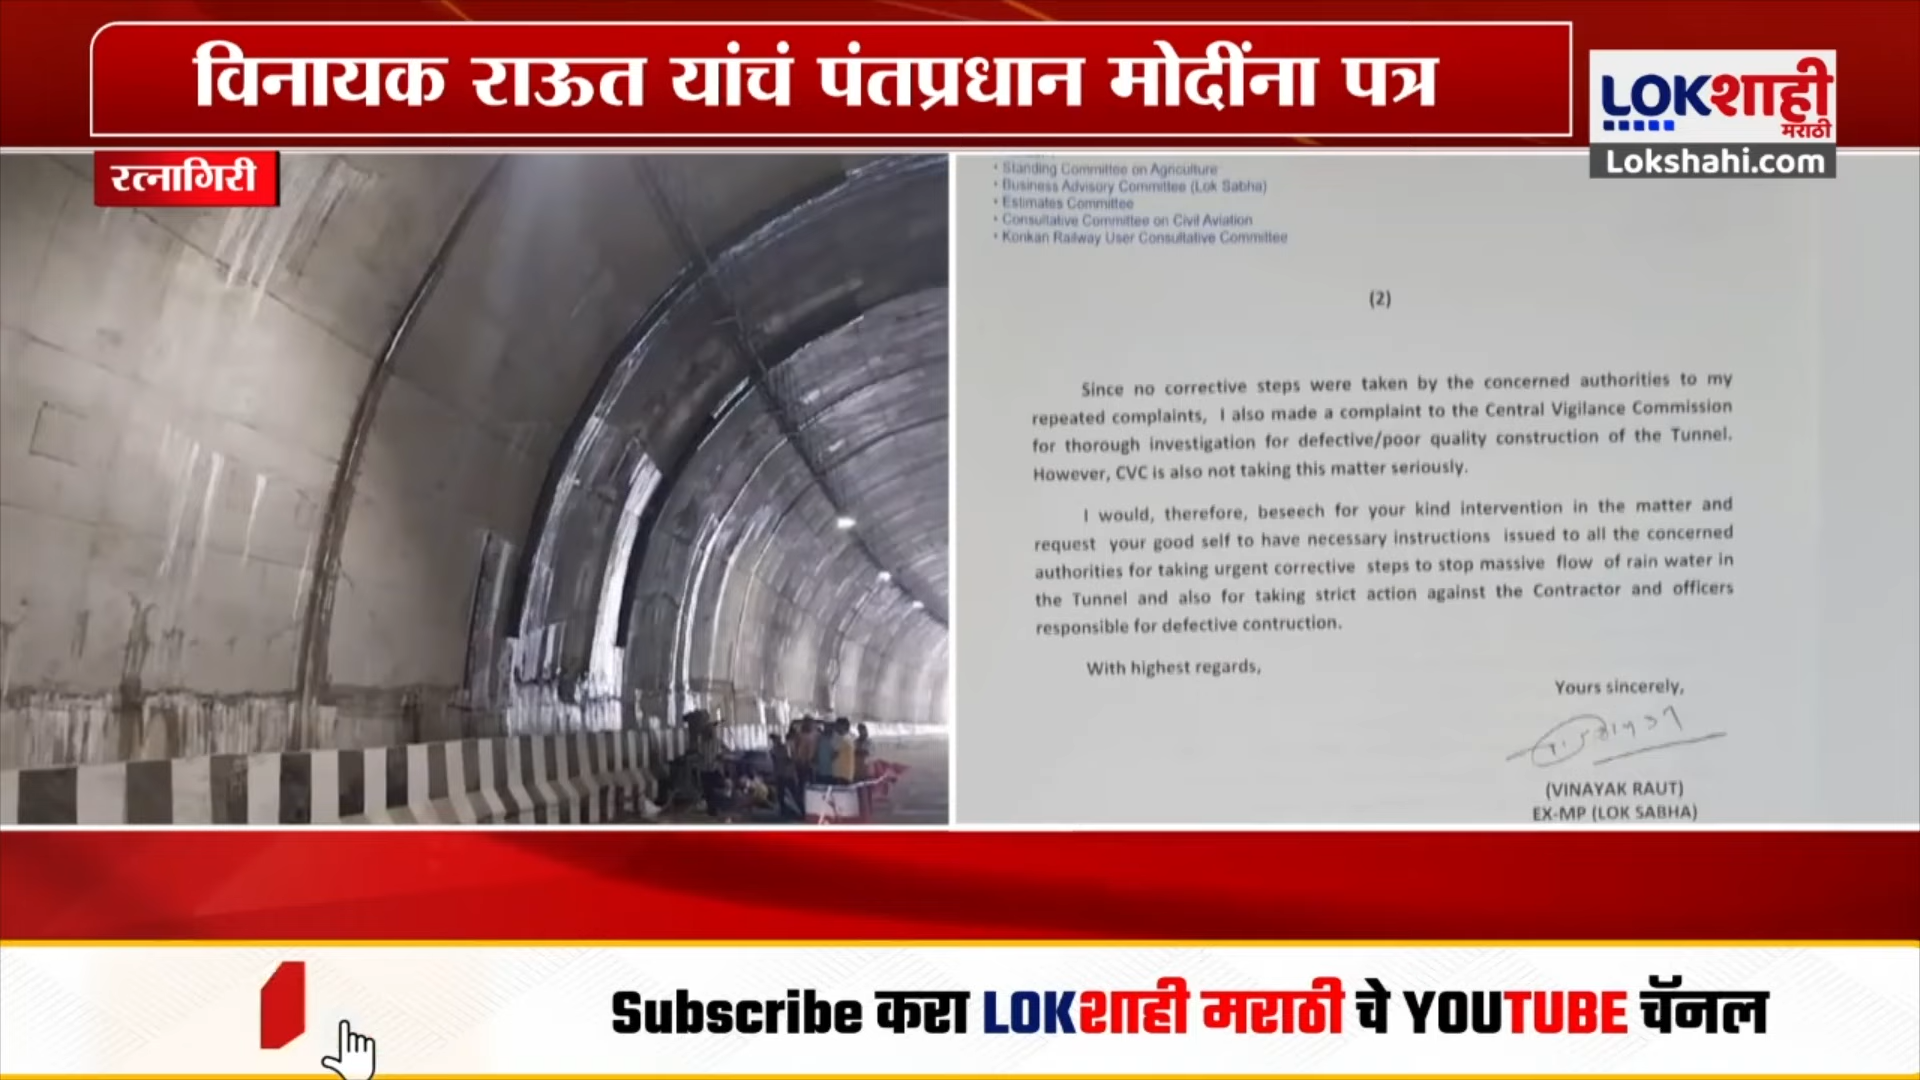 विनायक राऊत यांचं पंतप्रधान मोदींना पत्र
LOKशाही
मराठी
Lokshahi.com
रत्नागिरी
• Standing Committee on Agriculture
• Business Advisory Committee (Lok Sabha)
• Estimates Committee
• Consultative Committee on Civil Aviation
• Konkan Railway User Consultative Committee
(2)
Since no corrective steps were taken by the concerned authorities to my
repeated complaints, I also made a complaint to the Central Vigilance Commission
for thorough investigation for defective/poor quality construction of the Tunnel.
However, CVC is also not taking this matter seriously.
I would, therefore, beseech for your kind intervention in the matter and
request your good self to have necessary instructions issued to all the concerned
authorities for taking urgent corrective steps to stop massive flow of rain water in
the Tunnel and also for taking strict action against the Contractor and officers
responsible for defective contruction.
With highest regards,
Yours sincerely,
(VINAYAK RAUT)
EX-MP (LOK SABHA)
Subscribe करा LOKशाही मराठी चे YOUTUBE चॅनल